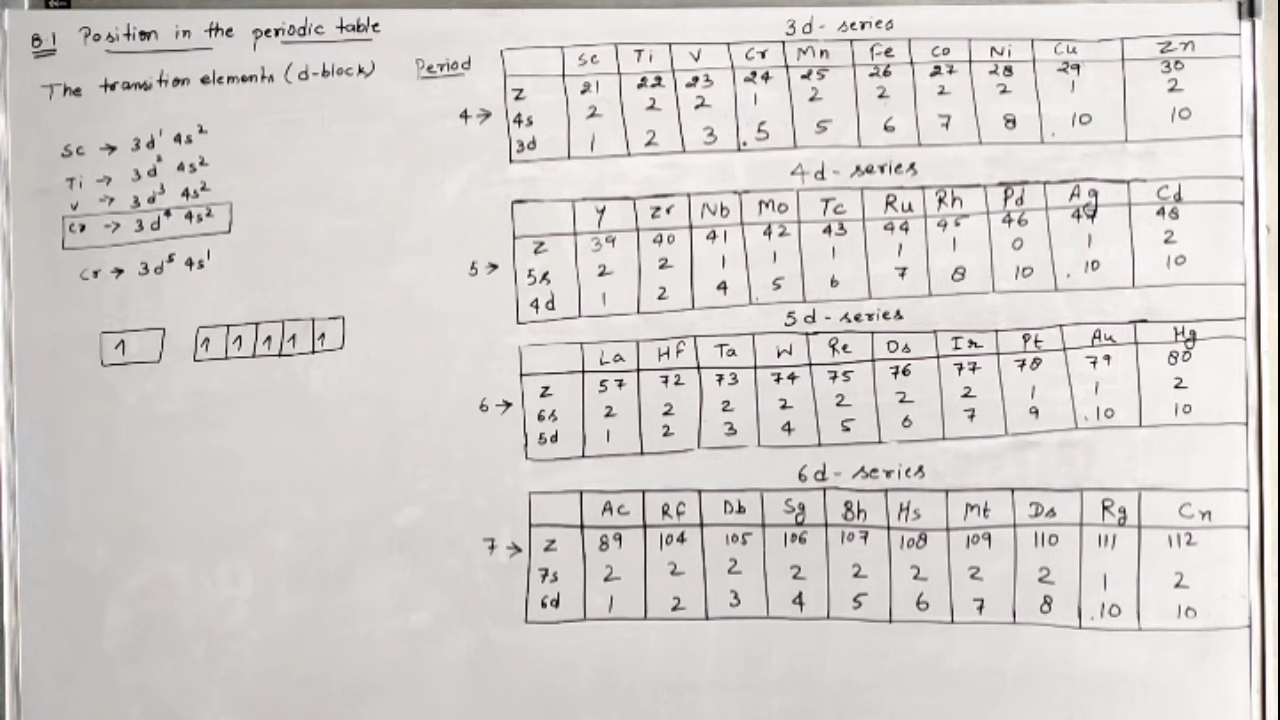 8.1 Position in the periodic table
The transition elements (d-block)
Sc → 3d¹ 4s²
Ti → 3d² 4s²
V → 3d³ 4s²
Cr → 3d⁴ 4s²
Cr → 3d⁵ 4s¹
1 1 1 1 1 1
Period
3d-series
Sc Ti V Cr Mn Fe Co Ni Cu Zn
4→ Z 21 22 23 24 25 26 27 28 29 30
4s 2 2 2 1 2 2 2 2 1 2
3d 1 2 3 .5 5 6 7 8 .10 10
4d-series
Y Zr Nb Mo Tc Ru Rh Pd Ag Cd
5→ Z 39 40 41 42 43 44 45 46 47 48
5s 2 2 1 1 1 1 1 0 1 2
4d 1 2 4 .5 6 7 8 10 .10 10
5d-series
La Hf Ta W Re Os Ir Pt Au Hg
6→ Z 57 72 73 74 75 76 77 78 79 80
6s 2 2 2 2 2 2 2 1 1 2
5d 1 2 3 4 5 6 7 9 .10 10
6d-series
Ac Rf Db Sg Bh Hs Mt Ds Rg Cn
7→ Z 89 104 105 106 107 108 109 110 111 112
7s 2 2 2 2 2 2 2 2 1 2
6d 1 2 3 4 5 6 7 8 .10 10